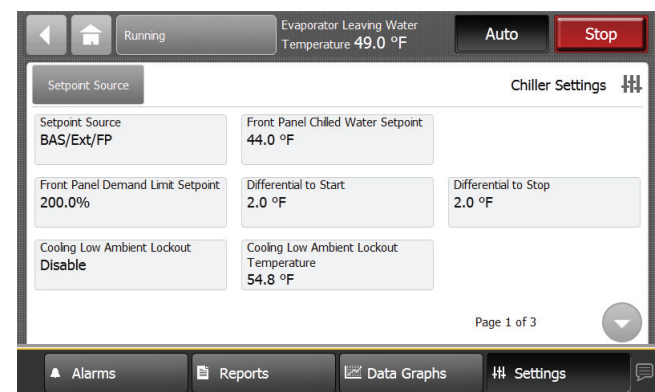 Running
Evaporator Leaving Water
Temperature 49.0 °F
Auto
Stop
Setpoint Source
Chiller Settings
Setpoint Source
BAS/Ext/FP
Front Panel Chilled Water Setpoint
44.0 °F
Front Panel Demand Limit Setpoint
200.0%
Differential to Start
2.0 °F
Differential to Stop
2.0 °F
Cooling Low Ambient Lockout
Disable
Cooling Low Ambient Lockout
Temperature
54.8 °F
Page 1 of 3
Alarms
Reports
Data Graphs
Settings